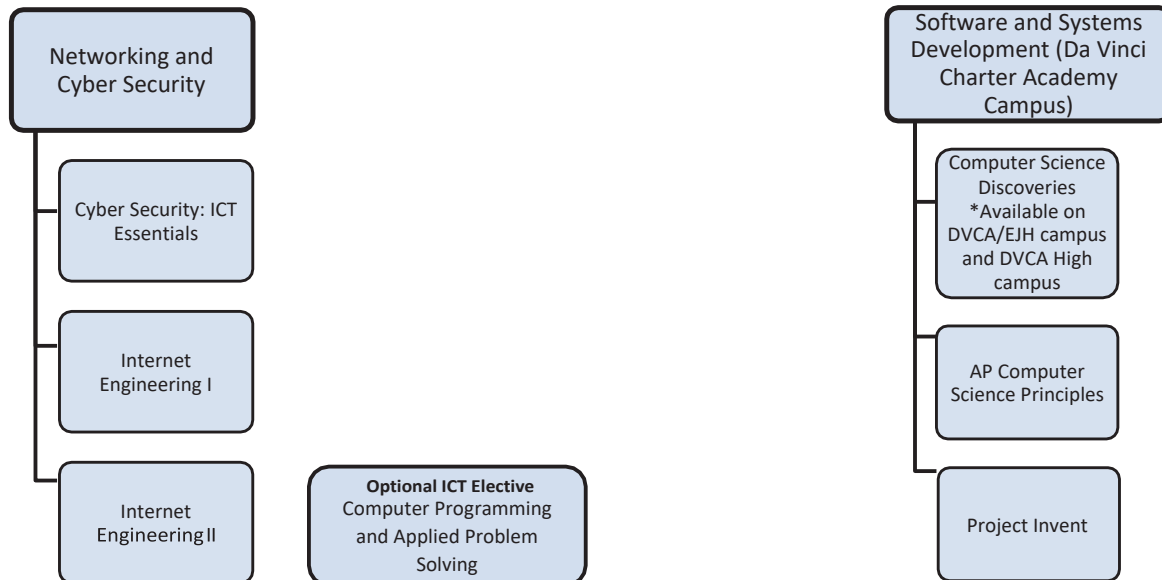 Networking and
Cyber Security
Cyber Security: ICT
Essentials
Internet
Engineering I
Internet
Engineering II
Optional ICT Elective
Computer Programming
and Applied Problem
Solving
Software and Systems
Development (Da Vinci
Charter Academy
Campus)
Computer Science
Discoveries
*Available on
DVCA/EJH campus
and DVCA High
campus
AP Computer
Science Principles
Project Invent